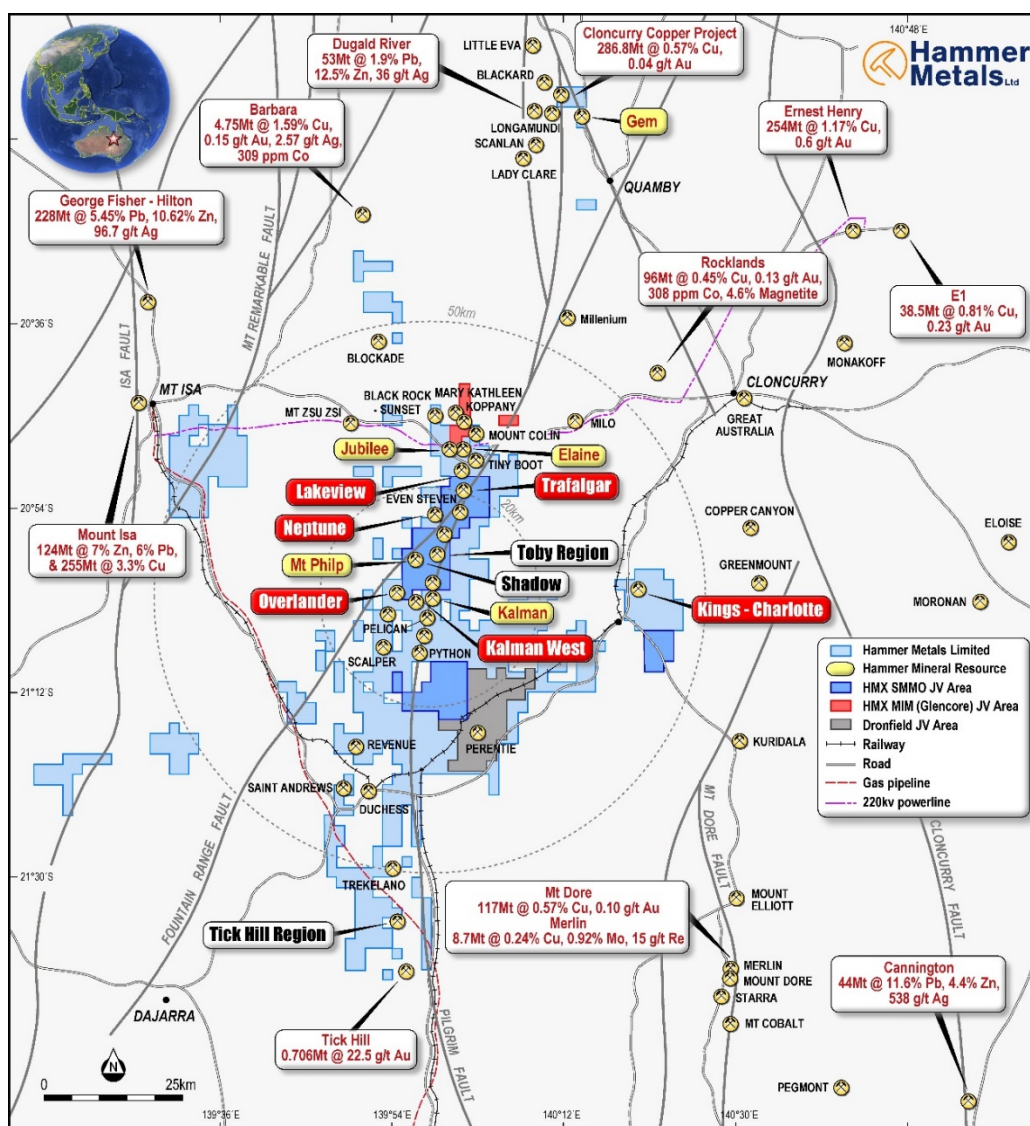 Hammer
Metals Ltd
140°48'E
Cloncurry Copper Project
286.8Mt @ 0.57% Cu,
0.04 g/t Au
Dugald River
53Mt @ 1.9% Pb,
12.5% Zn, 36 g/t Ag
LITTLE EVA
BLACKARD
LONGAMUNDI
SCANLAN
LADY CLARE
Gem
QUAMBY
Barbara
4.75Mt @ 1.59% Cu,
0.15 g/t Au, 2.57 g/t Ag,
309 ppm Co
Ernest Henry
254Mt @ 1.17% Cu,
0.6 g/t Au
George Fisher - Hilton
228Mt @ 5.45% Pb, 10.62% Zn,
96.7 g/t Ag
MT REMARKABLE FAULT
ISA FAULT
Rocklands
96Mt @ 0.45% Cu, 0.13 g/t Au,
308 ppm Co, 4.6% Magnetite
E1
38.5Mt @ 0.81% Cu,
0.23 g/t Au
20°36'S
50km
Millenium
BLOCKADE
MONAKOFF
MT ISA
CLONCURRY
GREAT
AUSTRALIA
BLACK ROCK
SUNSET
MARY KATHLEEN
KOPPANY
MT ZSU ZSI
MOUNT COLIN
MILO
Jubilee
Elaine
TINY BOOT
Lakeview
Trafalgar
EVEN STEVEN
20km
20°54'S
Neptune
COPPER CANYON
ELOISE
Mount Isa
124Mt @ 7% Zn, 6% Pb,
& 255Mt @ 3.3% Cu
Toby Region
Mt Philp
Shadow
GREENMOUNT
Overlander
Kalman
Kings - Charlotte
MORONAN
PELICAN
Kalman West
SCALPER
PYTHON
21°12'S
REVENUE
PERENTIE
KURIDALA
SAINT ANDREWS
DUCHESS
Hammer Metals Limited
Hammer Mineral Resource
HMX SMMO JV Area
HMX MIM (Glencore) JV Area
Dronfield JV Area
Railway
Road
Gas pipeline
220kv powerline
FOUNTAIN RANGE FAULT
MT DORE FAULT
CLONCURRY FAULT
21°30'S
TREKELANO
MOUNT
ELLIOTT
Tick Hill Region
Mt Dore
117Mt @ 0.57% Cu, 0.10 g/t Au
Merlin
8.7Mt @ 0.24% Cu, 0.92% Mo, 15 g/t Re
MERLIN
MOUNT DORE
STARRA
MT COBALT
Cannington
44Mt @ 11.6% Pb, 4.4% Zn,
538 g/t Ag
DAJARRA
Tick Hill
0.706Mt @ 22.5 g/t Au
PILGRIM FAULT
PEGMONT
N
0 25km
139°36'E
139°54'E
140°12'E
140°30'E